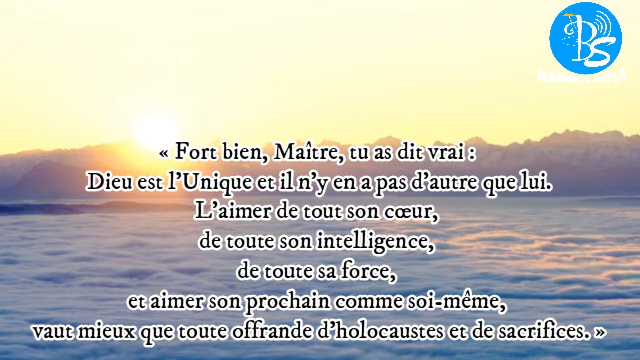 BS
« Fort bien, Maître, tu as dit vrai :
Dieu est l'Unique et il n'y en a pas d'autre que lui.
L'aimer de tout son cœur,
de toute son intelligence,
de toute sa force,
et aimer son prochain comme soi-même,
vaut mieux que toute offrande d'holocaustes et de sacrifices. »